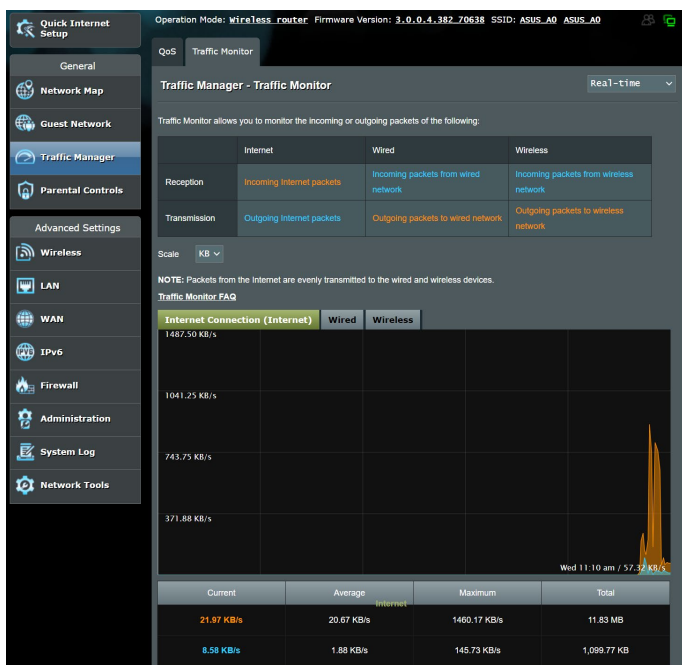 Quick Internet
Setup
General
Network Map
Guest Network
Traffic Manager
Parental Controls
Advanced Settings
Wireless
LAN
WAN
IPV6
IPv6
Firewall
Administration
System Log
Network Tools
Operation Mode: Wireless router Firmware Version: 3.0.0.4.382_70638 SSID: ASUS_A0 ASUS_A0
QoS Traffic Monitor
Traffic Manager - Traffic Monitor Real-time
Traffic Monitor allows you to monitor the incoming or outgoing packets of the following:
Internet Wired Wireless
Reception Incoming Internet packets Incoming packets from wired network Incoming packets from wireless network
Transmission Outgoing Internet packets Outgoing packets to wired network Outgoing packets to wireless network
Scale KB
NOTE: Packets from the Internet are evenly transmitted to the wired and wireless devices.
Traffic Monitor FAQ
Internet Connection (Internet) Wired Wireless
1487.50 KB/s
1041.25 KB/s
743.75 KB/s
371.88 KB/s
Wed 11:10 am / 57.32 KB/s
Current Average Maximum Total
Internet
21.97 KB/s 20.67 KB/s 1460.17 KB/s 11.83 MB
8.58 KB/s 1.88 KB/s 145.73 KB/s 1,099.77 KB